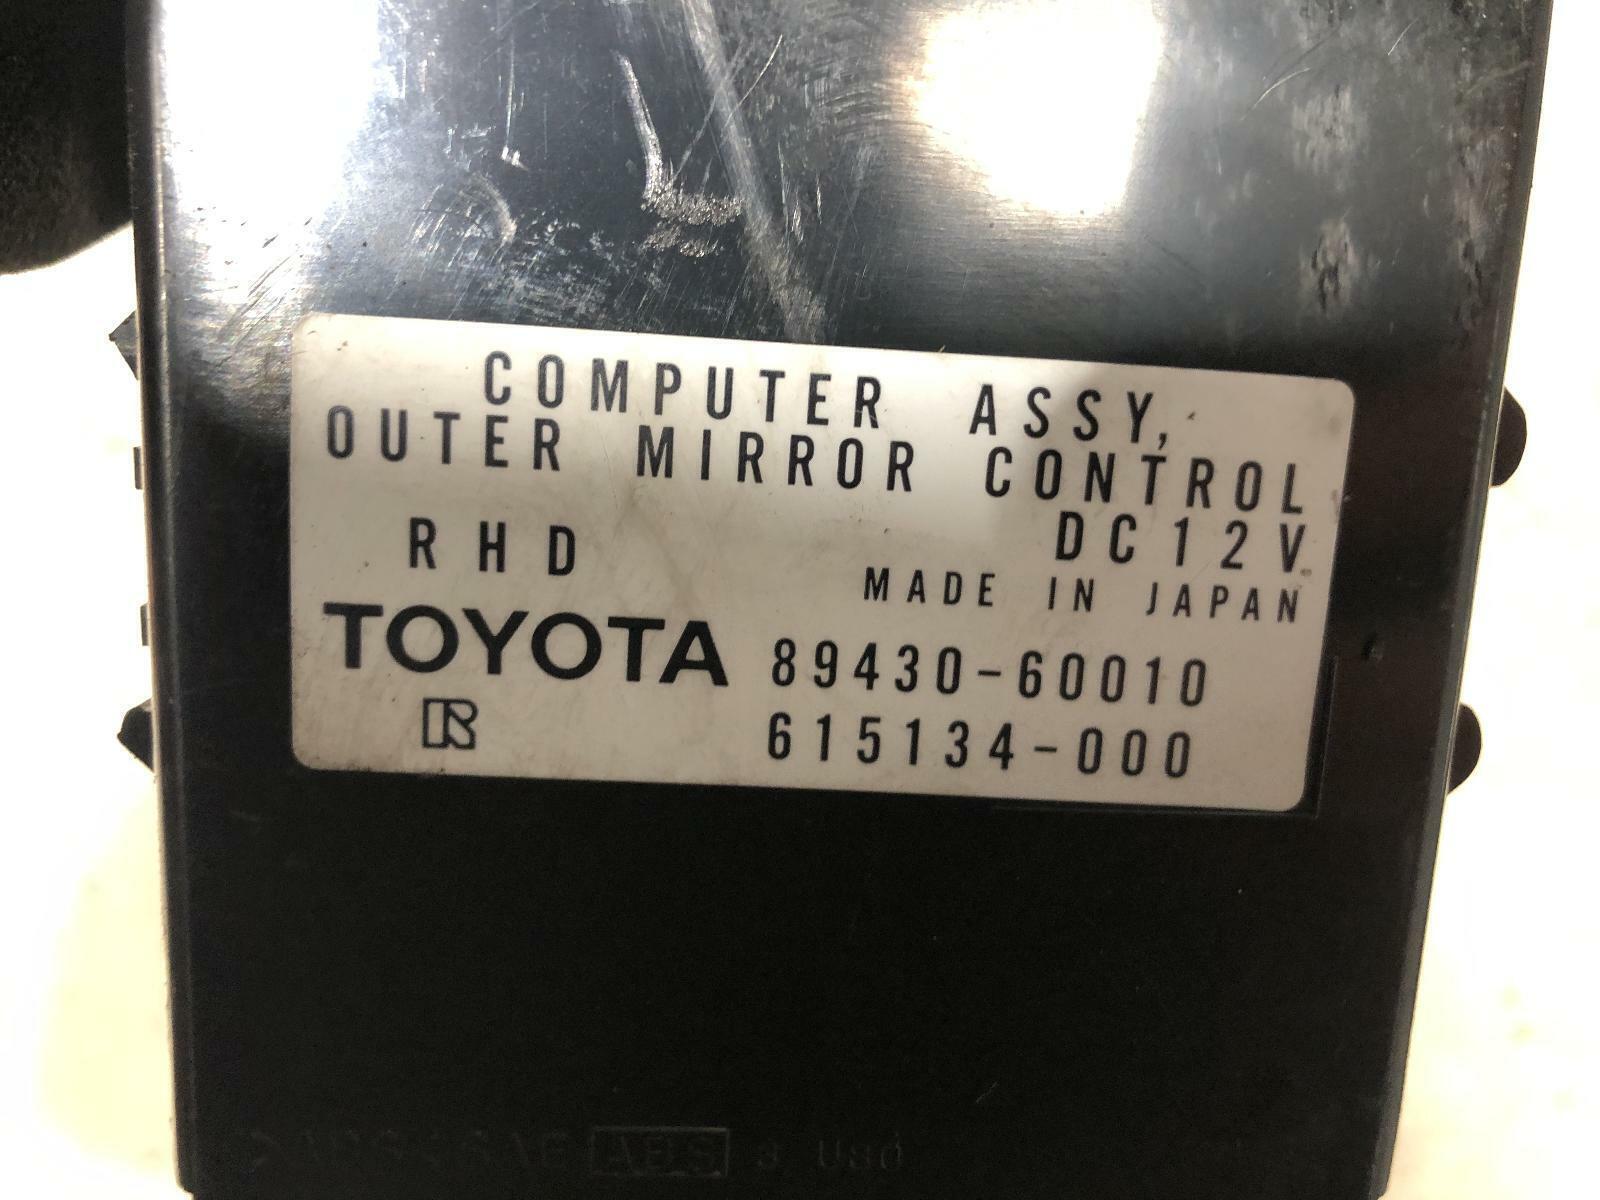 COMPUTER ASSY,
OUTER MIRROR CONTROL
RHD DC12V
MADE IN JAPAN
TOYOTA 89430-60010
R 615134-000
ABS